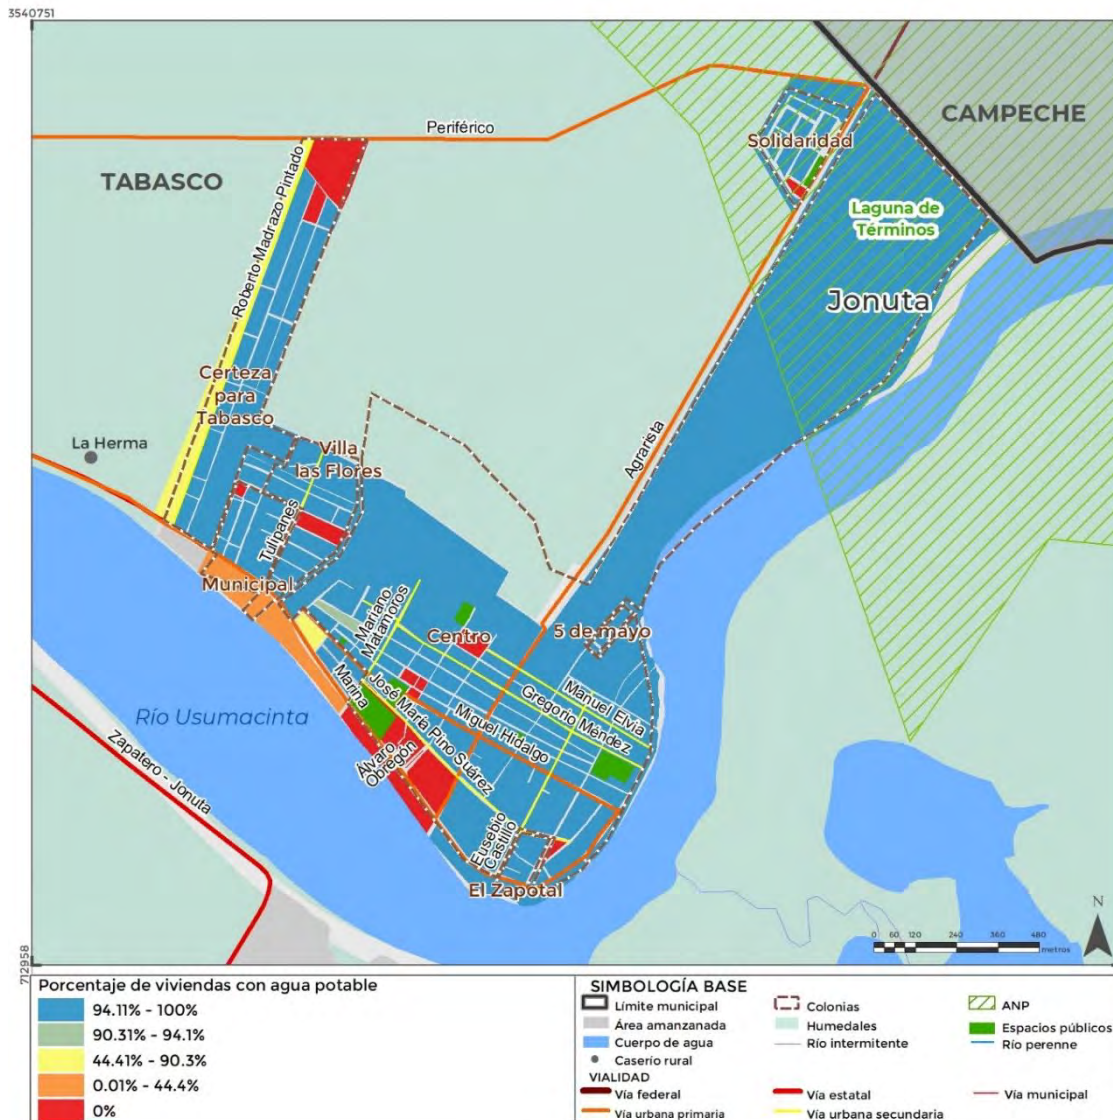 3540751
CAMPECHE
Periférico
Solidaridad
TABASCO
Roberto Madrazo Pintado
Laguna de
Términos
Jonuta
Certeza
para
Tabasco
La Herma
Villa
las Flores
Agrarista
Tulipanes
Municipal
Mariano
Matamoros
Centro
5 de mayo
Marina
José María Pino Suárez
Manuel Elvia
Gregorio Méndez
Miguel Hidalgo
Río Usumacinta
Álvaro
Obregón
Zapatero - Jonuta
Eusebio
Castillo
El Zapotal
N
0 60 120 240 360 480
metros
712958
Porcentaje de viviendas con agua potable
94.11% - 100%
90.31% - 94.1%
44.41% - 90.3%
0.01% - 44.4%
0%
SIMBOLOGÍA BASE
Límite municipal
Colonias
ANP
Área amanzanada
Humedales
Espacios públicos
Cuerpo de agua
Río intermitente
Río perenne
Caserío rural
VIALIDAD
Vía federal
Vía estatal
Vía municipal
Vía urbana primaria
Vía urbana secundaria